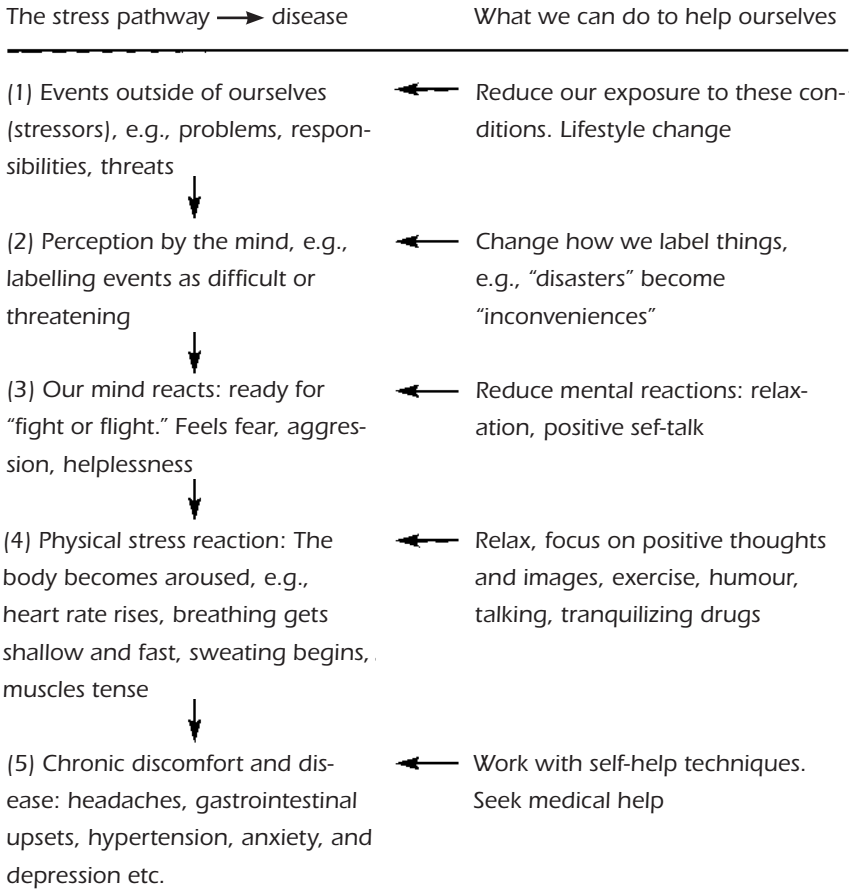 The stress pathway → disease
What we can do to help ourselves
(1) Events outside of ourselves
(stressors), e.g., problems, respon-
sibilities, threats
Reduce our exposure to these con-
ditions. Lifestyle change
(2) Perception by the mind, e.g.,
labelling events as difficult or
threatening
Change how we label things,
e.g., “disasters” become
“inconveniences”
(3) Our mind reacts: ready for
“fight or flight.” Feels fear, aggres-
sion, helplessness
Reduce mental reactions: relax-
ation, positive sef-talk
(4) Physical stress reaction: The
body becomes aroused, e.g.,
heart rate rises, breathing gets
shallow and fast, sweating begins,
muscles tense
Relax, focus on positive thoughts
and images, exercise, humour,
talking, tranquilizing drugs
(5) Chronic discomfort and dis-
ease: headaches, gastrointestinal
upsets, hypertension, anxiety, and
depression etc.
Work with self-help techniques.
Seek medical help